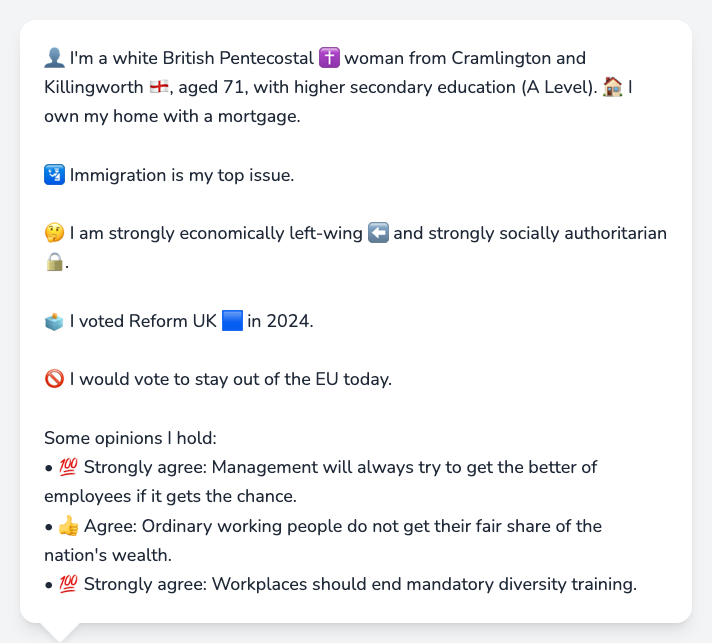 👤 I'm a white British Pentecostal ✝️ woman from Cramlington and
Killingworth 🏴󠁧󠁢󠁥󠁮󠁧󠁿, aged 71, with higher secondary education (A Level). 🏠 I
own my home with a mortgage.
🛂 Immigration is my top issue.
🤔 I am strongly economically left-wing ⬅️ and strongly socially authoritarian
🔒.
🗳️ I voted Reform UK 🟦 in 2024.
🚫 I would vote to stay out of the EU today.
Some opinions I hold:
• 💯 Strongly agree: Management will always try to get the better of
employees if it gets the chance.
• 👍 Agree: Ordinary working people do not get their fair share of the
nation's wealth.
• 💯 Strongly agree: Workplaces should end mandatory diversity training.